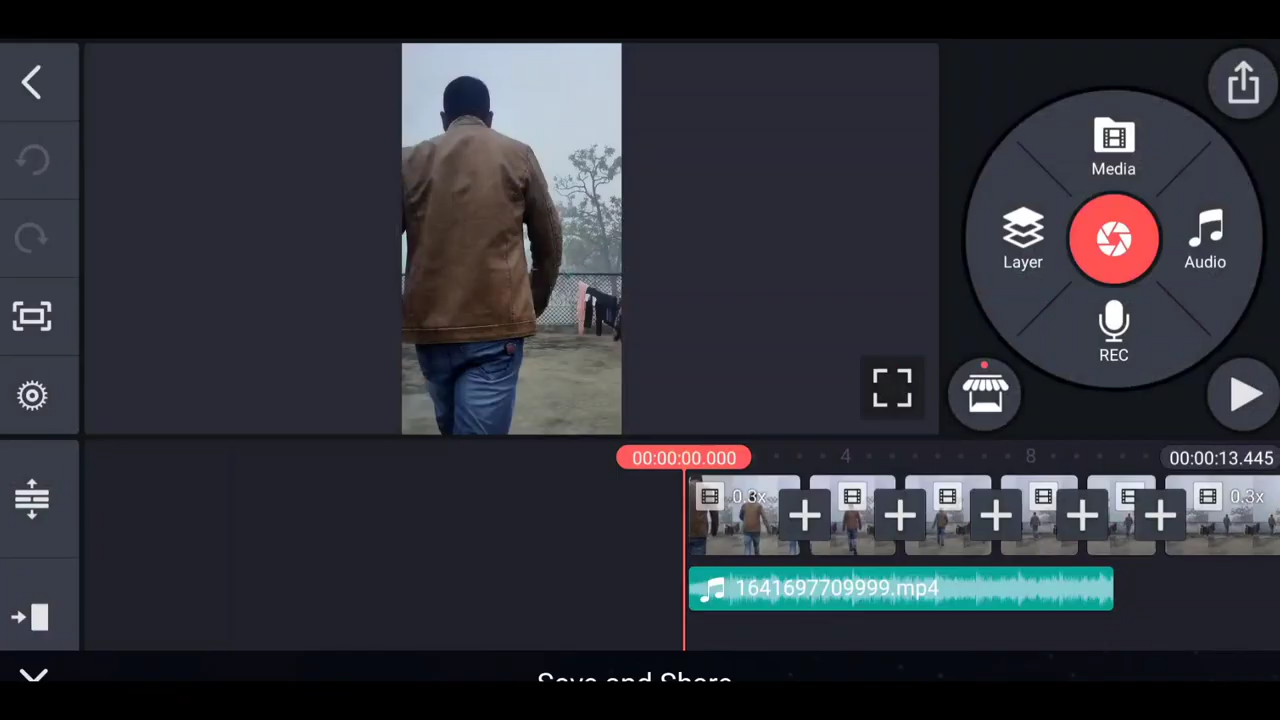 Media
Layer
Audio
REC
00:00:00.000
4
8
00:00:13.445
0.3x
0.3x
1641697709999.mp4
Save and Share